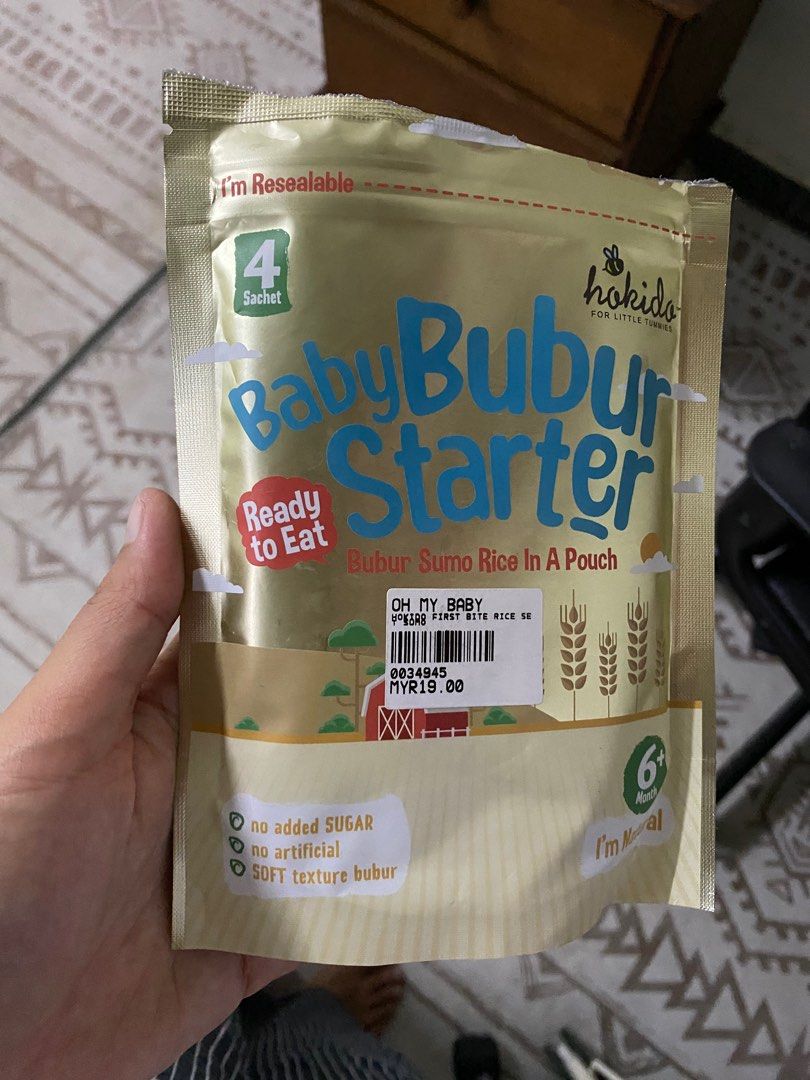 I'm Resealable
4
Sachet
hokido
FOR LITTLE TUMMIES
Baby Bubur
Starter
Ready
to Eat
Bubur Sumo Rice In A Pouch
OH MY BABY
FIRST BITE RICE SE
0034945
MYR19.00
6+
Month
I'm Natural
no added SUGAR
no artificial
SOFT texture bubur